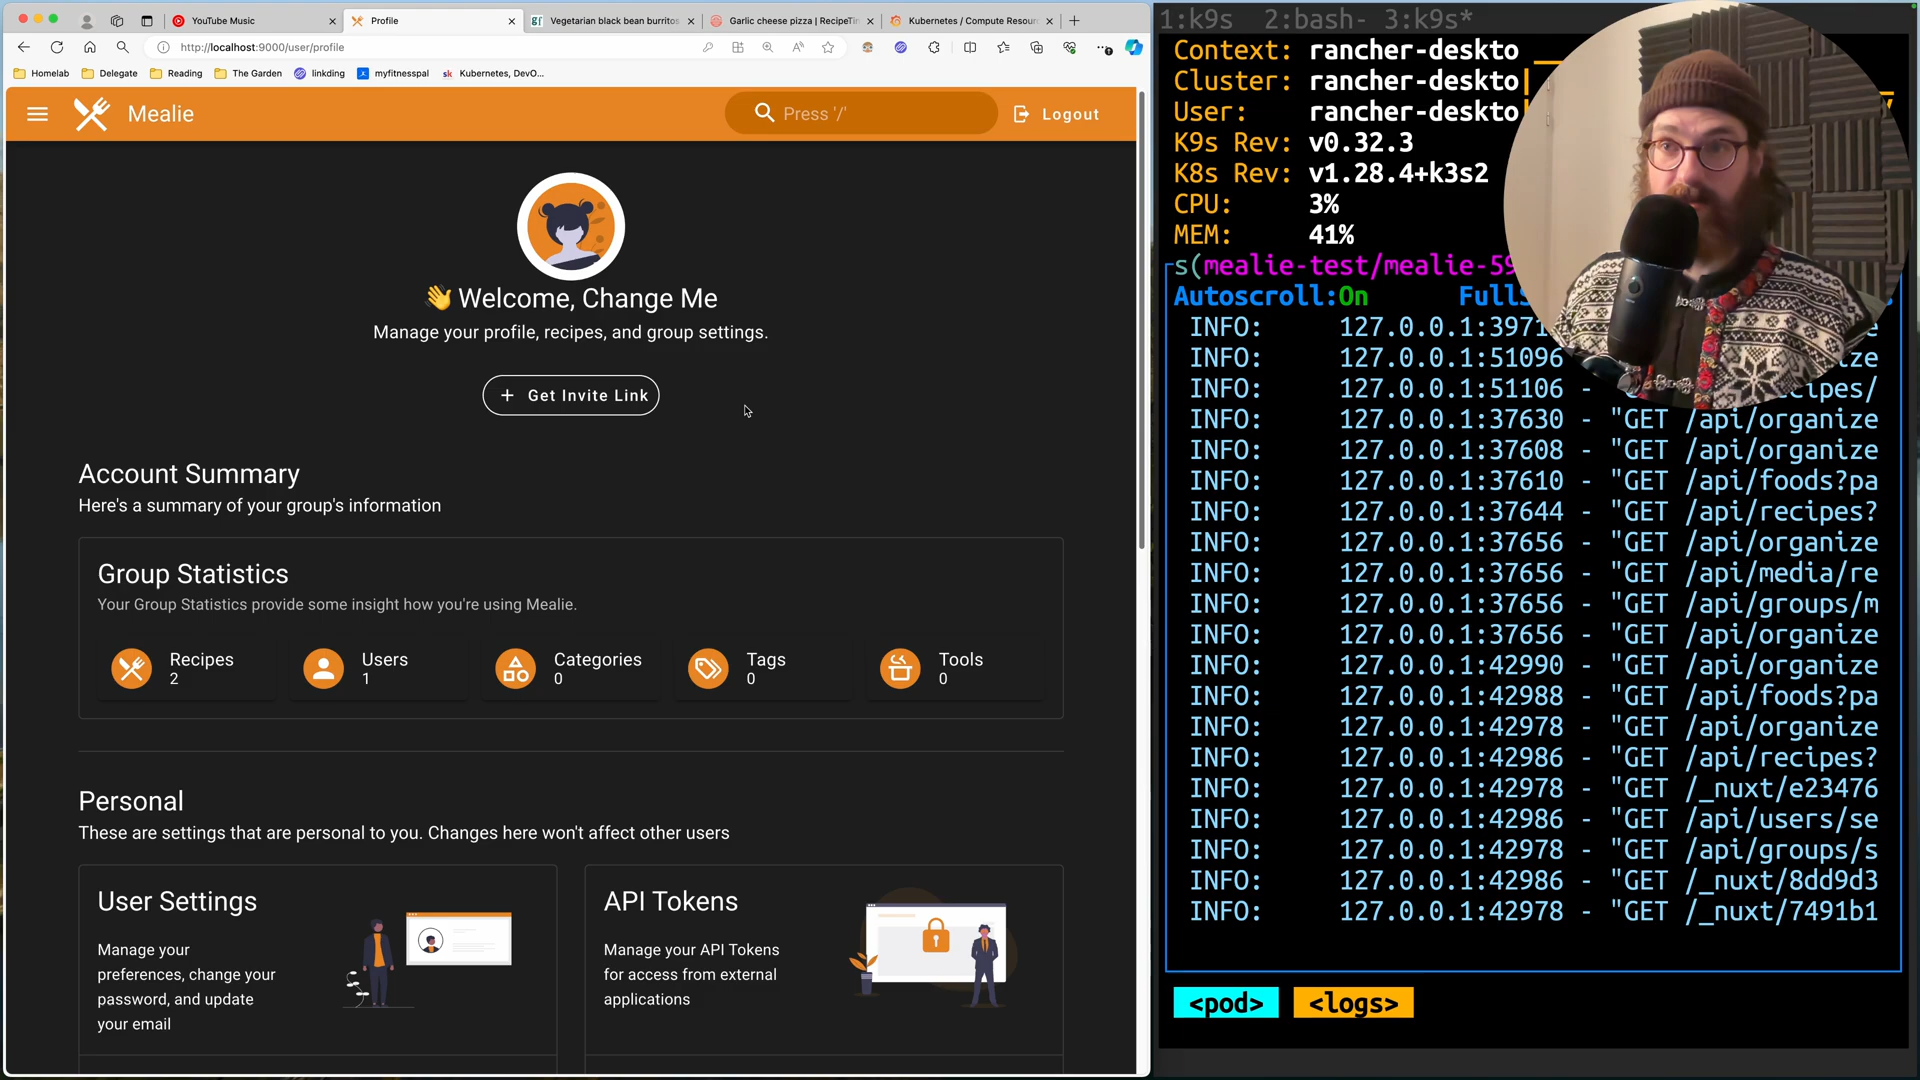 YouTube Music
Profile
Vegetarian black bean burritos
Garlic cheese pizza | RecipeTin
Kubernetes / Compute Resour
http://localhost:9000/user/profile
Homelab
Delegate
Reading
The Garden
linkding
myfitnesspal
Kubernetes, DevO...
Mealie
Press '/'
Logout
👋 Welcome, Change Me
Manage your profile, recipes, and group settings.
+ Get Invite Link
Account Summary
Here's a summary of your group's information
Group Statistics
Your Group Statistics provide some insight how you're using Mealie.
Recipes
2
Users
1
Categories
0
Tags
0
Tools
0
Personal
These are settings that are personal to you. Changes here won't affect other users
User Settings
Manage your
preferences, change your
password, and update
your email
API Tokens
Manage your API Tokens
for access from external
applications
1:k9s 2:bash- 3:k9s*
Context: rancher-deskto
Cluster: rancher-deskto
User: rancher-deskto
K9s Rev: v0.32.3
K8s Rev: v1.28.4+k3s2
CPU: 3%
MEM: 41%
s(mealie-test/mealie-59
Autoscroll:On FullS
INFO: 127.0.0.1:3971
INFO: 127.0.0.1:51096 ize
INFO: 127.0.0.1:51106 - cipes/
INFO: 127.0.0.1:37630 - "GET /api/organize
INFO: 127.0.0.1:37608 - "GET /api/organize
INFO: 127.0.0.1:37610 - "GET /api/foods?pa
INFO: 127.0.0.1:37644 - "GET /api/recipes?
INFO: 127.0.0.1:37656 - "GET /api/organize
INFO: 127.0.0.1:37656 - "GET /api/media/re
INFO: 127.0.0.1:37656 - "GET /api/groups/m
INFO: 127.0.0.1:37656 - "GET /api/organize
INFO: 127.0.0.1:42990 - "GET /api/organize
INFO: 127.0.0.1:42988 - "GET /api/foods?pa
INFO: 127.0.0.1:42978 - "GET /api/organize
INFO: 127.0.0.1:42986 - "GET /api/recipes?
INFO: 127.0.0.1:42978 - "GET /_nuxt/e23476
INFO: 127.0.0.1:42986 - "GET /api/users/se
INFO: 127.0.0.1:42978 - "GET /api/groups/s
INFO: 127.0.0.1:42986 - "GET /_nuxt/8dd9d3
INFO: 127.0.0.1:42978 - "GET /_nuxt/7491b1
<pod> <logs>